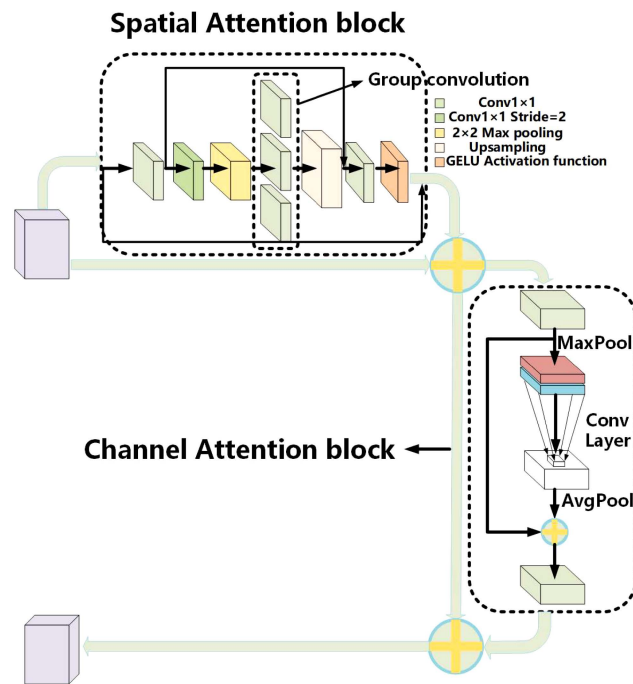 Spatial Attention block
Group convolution
Conv1×1
Conv1×1 Stride=2
2×2 Max pooling
Upsampling
GELU Activation function
MaxPool
Conv
Layer
Channel Attention block
AvgPool